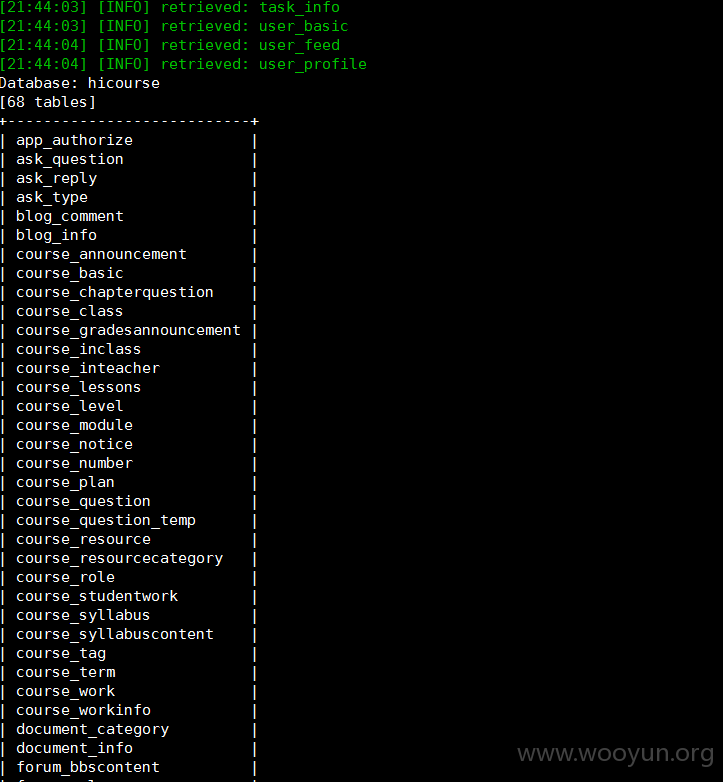 [21:44:03] [INFO] retrieved: task_info
[21:44:03] [INFO] retrieved: user_basic
[21:44:04] [INFO] retrieved: user_feed
[21:44:04] [INFO] retrieved: user_profile
Database: hicourse
[68 tables]
+---------------------------+
| app_authorize |
| ask_question |
| ask_reply |
| ask_type |
| blog_comment |
| blog_info |
| course_announcement |
| course_basic |
| course_chapterquestion |
| course_class |
| course_gradesannouncement |
| course_inclass |
| course_inteacher |
| course_lessons |
| course_level |
| course_module |
| course_notice |
| course_number |
| course_plan |
| course_question |
| course_question_temp |
| course_resource |
| course_resourcecategory |
| course_role |
| course_studentwork |
| course_syllabus |
| course_syllabuscontent |
| course_tag |
| course_term |
| course_work |
| course_workinfo |
| document_category |
| document_info |
| forum_bbscontent |
www.wooyun.org